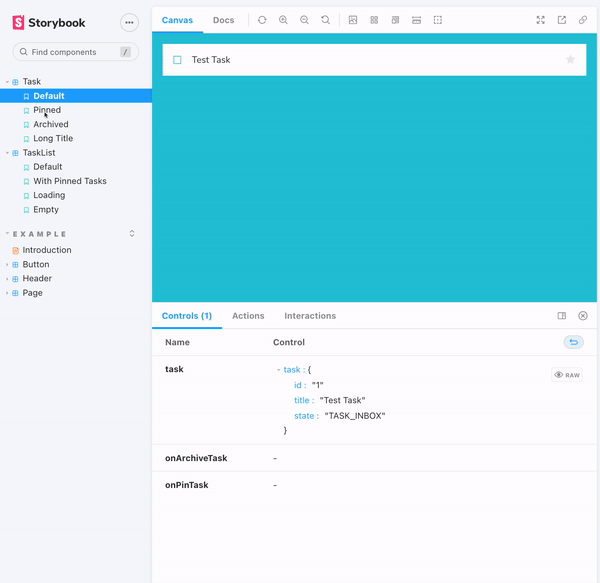 Storybook
Find components
/
Task
Default
Pinned
Archived
Long Title
TaskList
Default
With Pinned Tasks
Loading
Empty
EXAMPLE
Introduction
Button
Header
Page
Canvas
Docs
Test Task
Controls (1)
Actions
Interactions
Name
Control
task
- task : {
id : "1"
title : "Test Task"
state : "TASK_INBOX"
}
RAW
onArchiveTask
-
onPinTask
-